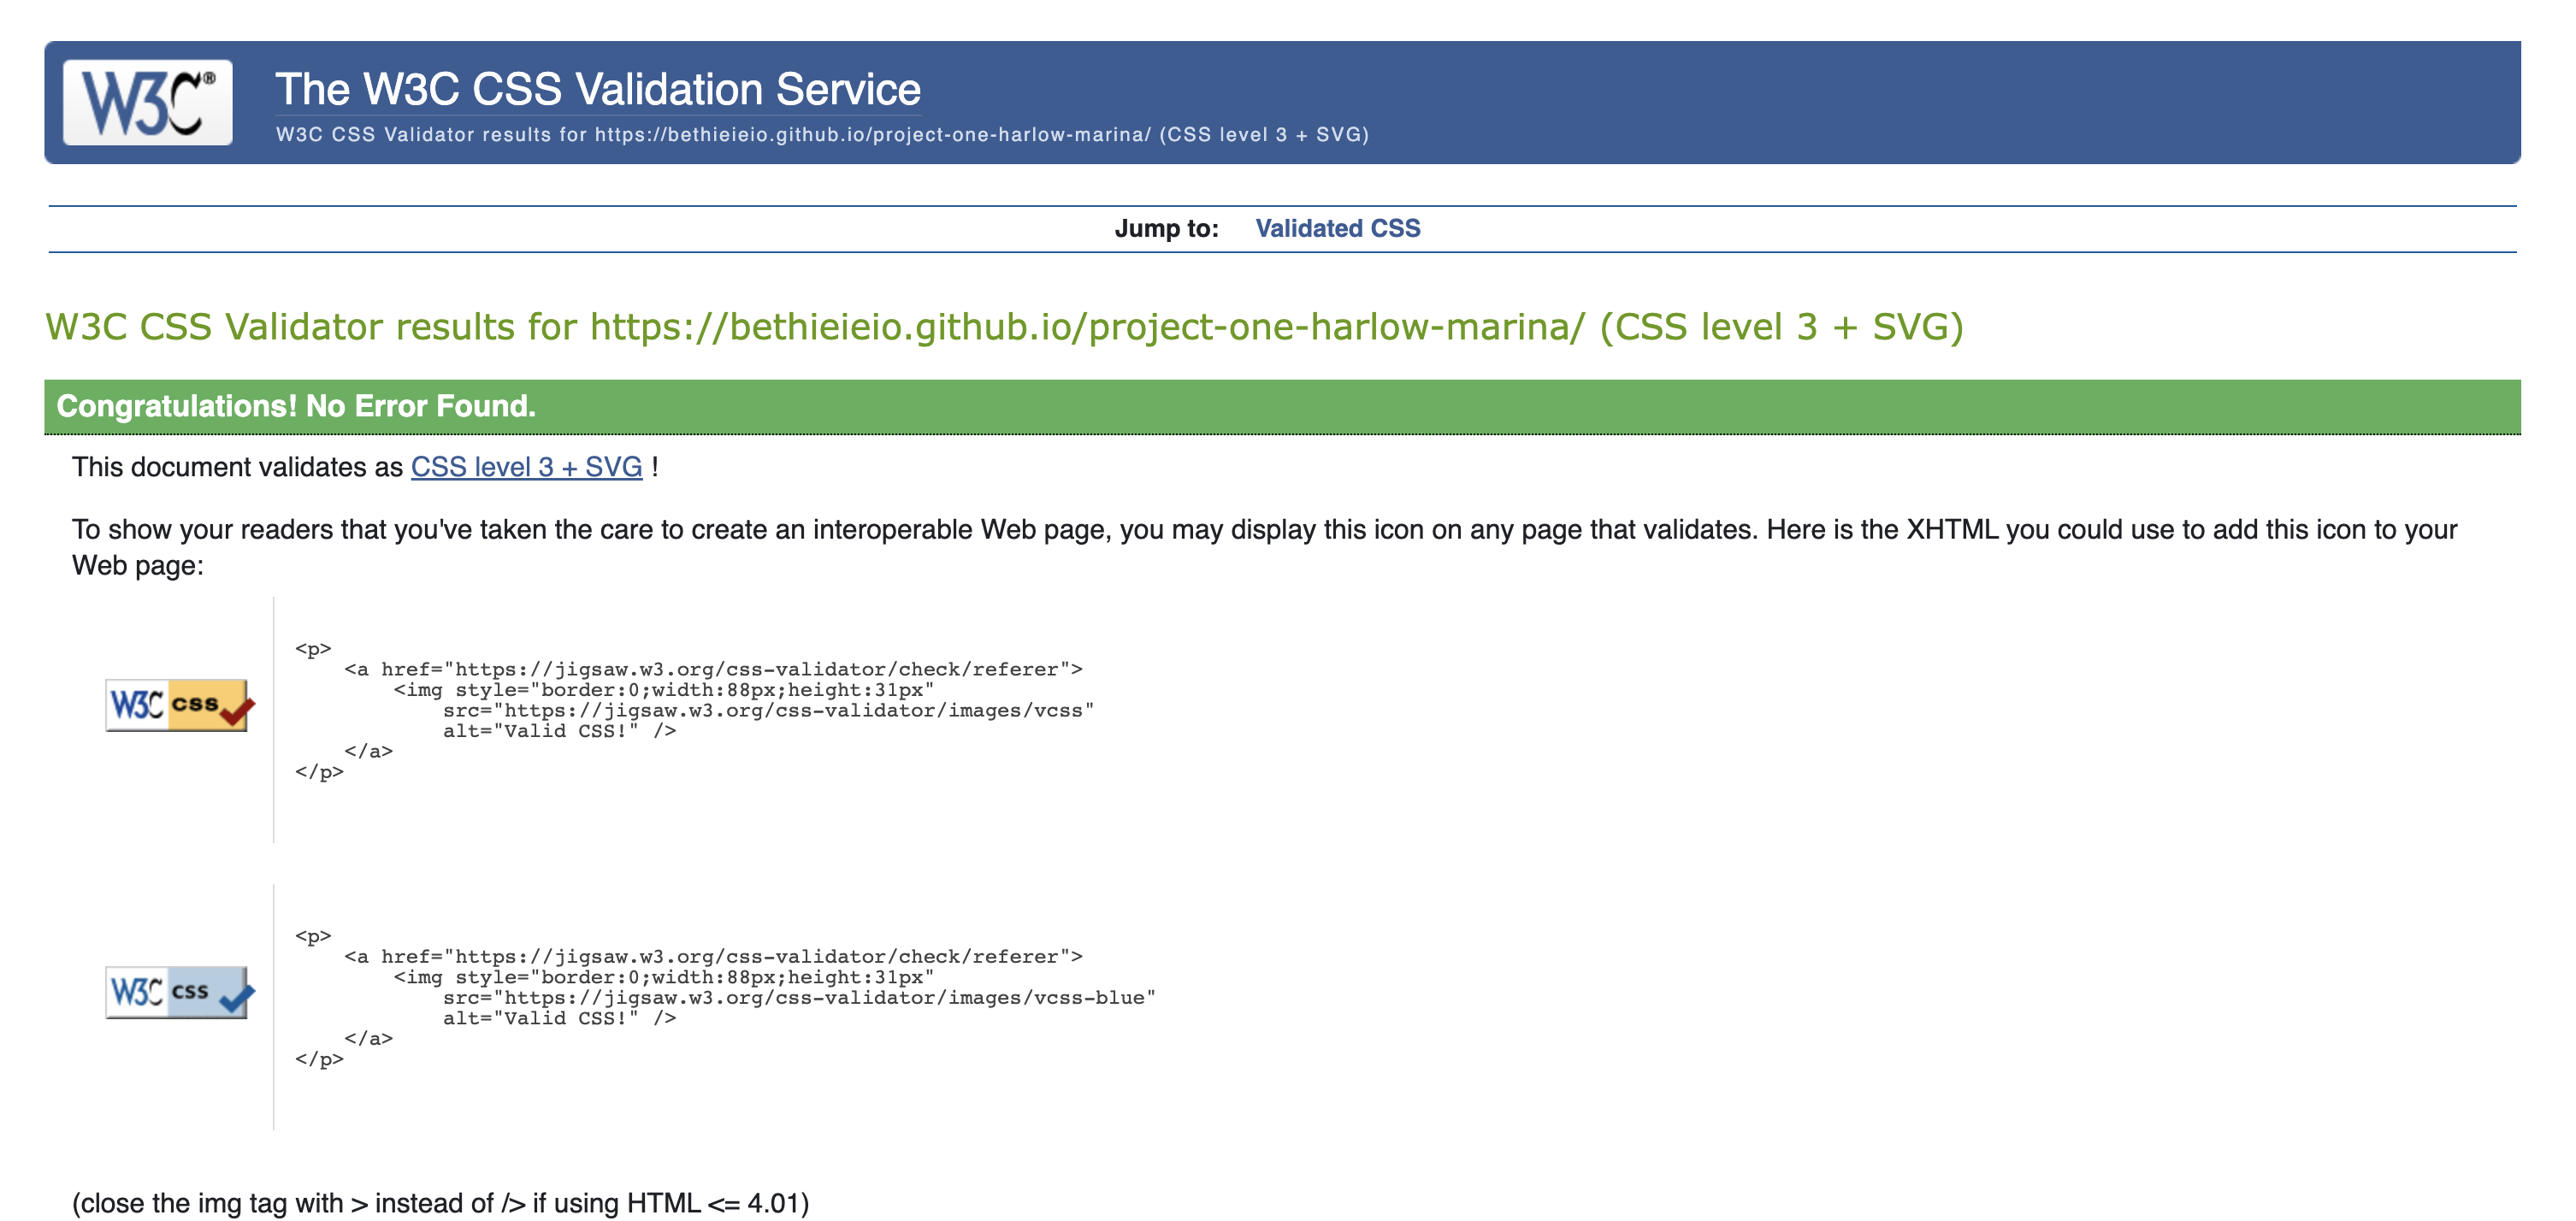 W3C®
The W3C CSS Validation Service
W3C CSS Validator results for https://bethieieio.github.io/project-one-harlow-marina/ (CSS level 3 + SVG)
Jump to: Validated CSS
W3C CSS Validator results for https://bethieieio.github.io/project-one-harlow-marina/ (CSS level 3 + SVG)
Congratulations! No Error Found.
This document validates as CSS level 3 + SVG !
To show your readers that you've taken the care to create an interoperable Web page, you may display this icon on any page that validates. Here is the XHTML you could use to add this icon to your
Web page:
W3C css
<p>
<a href="https://jigsaw.w3.org/css-validator/check/referer">
<img style="border:0;width:88px;height:31px"
src="https://jigsaw.w3.org/css-validator/images/vcss"
alt="Valid CSS!" />
</a>
</p>
W3C css
<p>
<a href="https://jigsaw.w3.org/css-validator/check/referer">
<img style="border:0;width:88px;height:31px"
src="https://jigsaw.w3.org/css-validator/images/vcss-blue"
alt="Valid CSS!" />
</a>
</p>
(close the img tag with > instead of /> if using HTML <= 4.01)